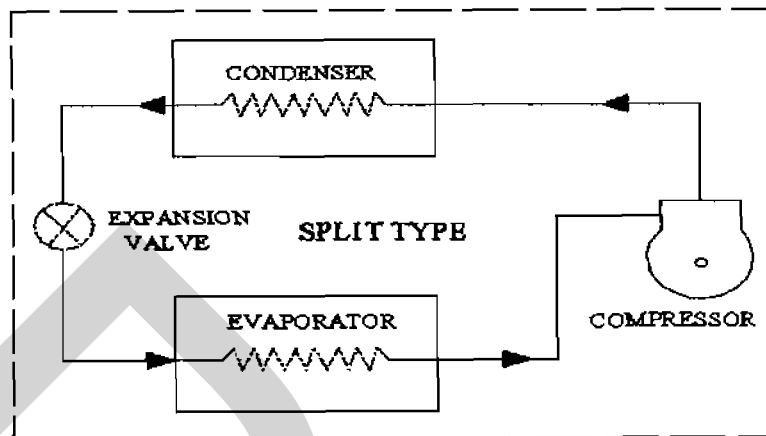 CONDENSER
EXPANSION
VALVE
SPLIT TYPE
EVAPORATOR
COMPRESSOR